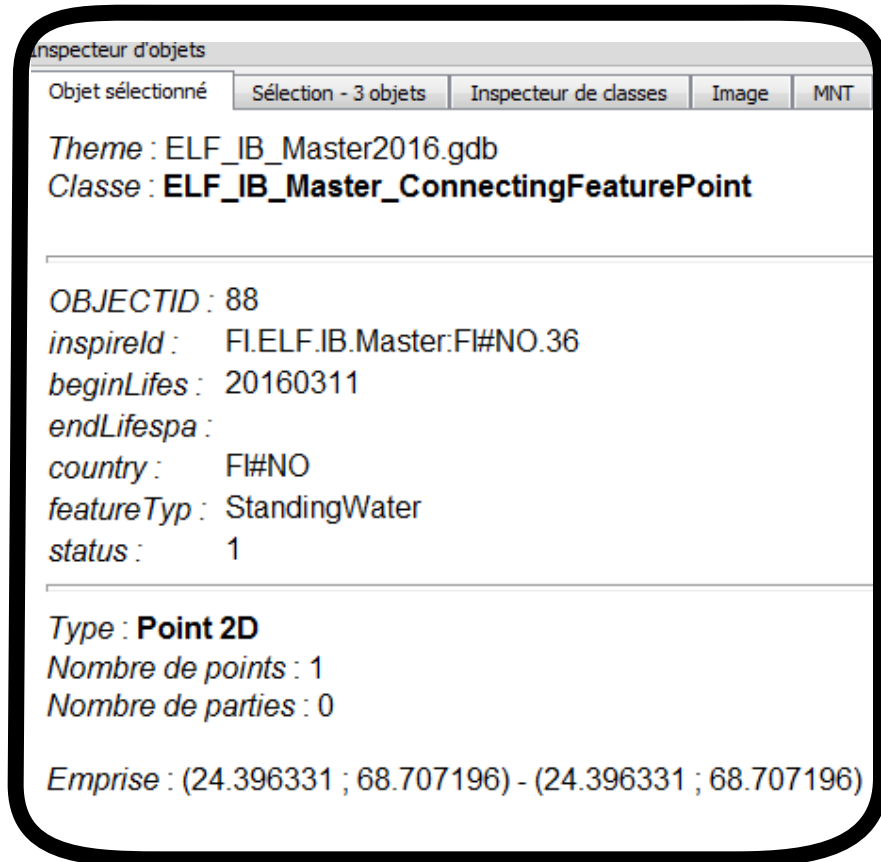 Inspecteur d'objets
Objet sélectionné Sélection - 3 objets Inspecteur de classes Image MNT
Theme : ELF_IB_Master2016.gdb
Classe : ELF_IB_Master_ConnectingFeaturePoint
OBJECTID : 88
inspireId : FI.ELF.IB.Master:FI#NO.36
beginLifes : 20160311
endLifespa :
country : FI#NO
featureTyp : StandingWater
status : 1
Type : Point 2D
Nombre de points : 1
Nombre de parties : 0
Emprise : (24.396331 ; 68.707196) - (24.396331 ; 68.707196)